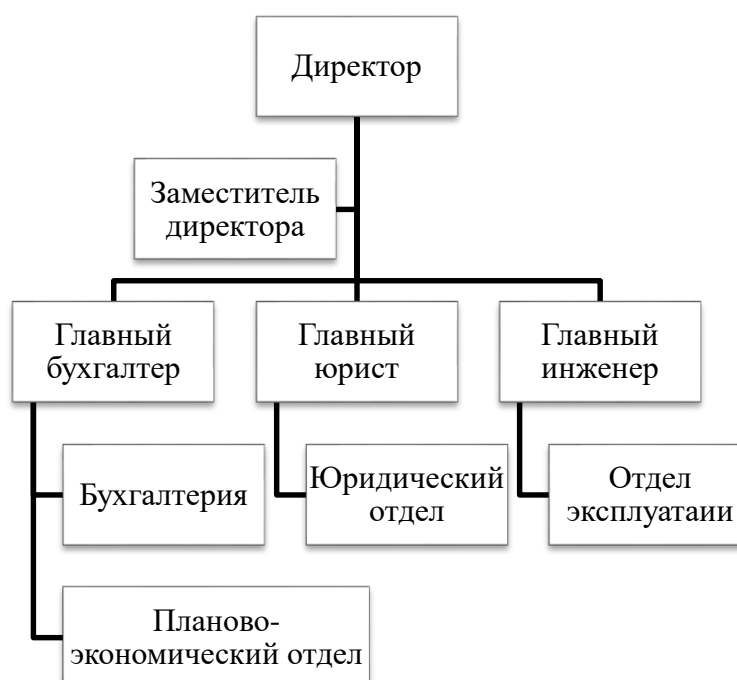 Директор
Заместитель
директора
Главный
бухгалтер
Главный
юрист
Главный
инженер
Бухгалтерия
Юридический
отдел
Отдел
эксплуатаии
Планово-
экономический отдел